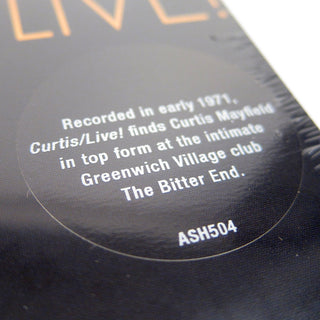 LIVE!
Recorded in early 1971,
Curtis/Live! finds Curtis Mayfield
in top form at the intimate
Greenwich Village club
The Bitter End.
ASH504